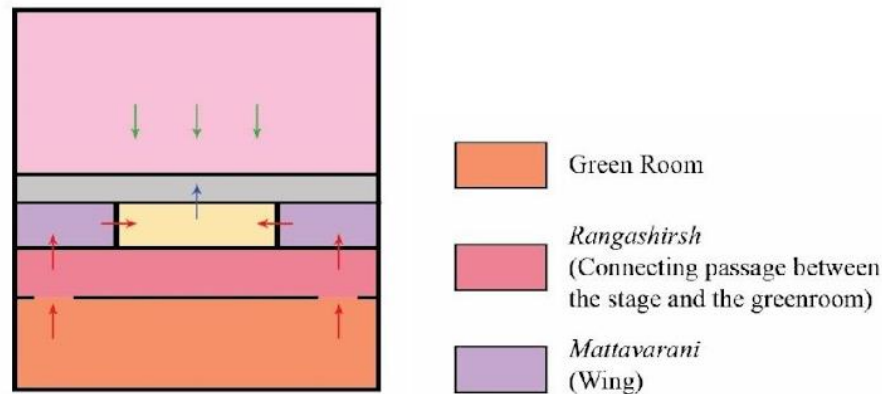 Green Room
Rangashirsh
(Connecting passage between
the stage and the greenroom)
Mattavarani
(Wing)